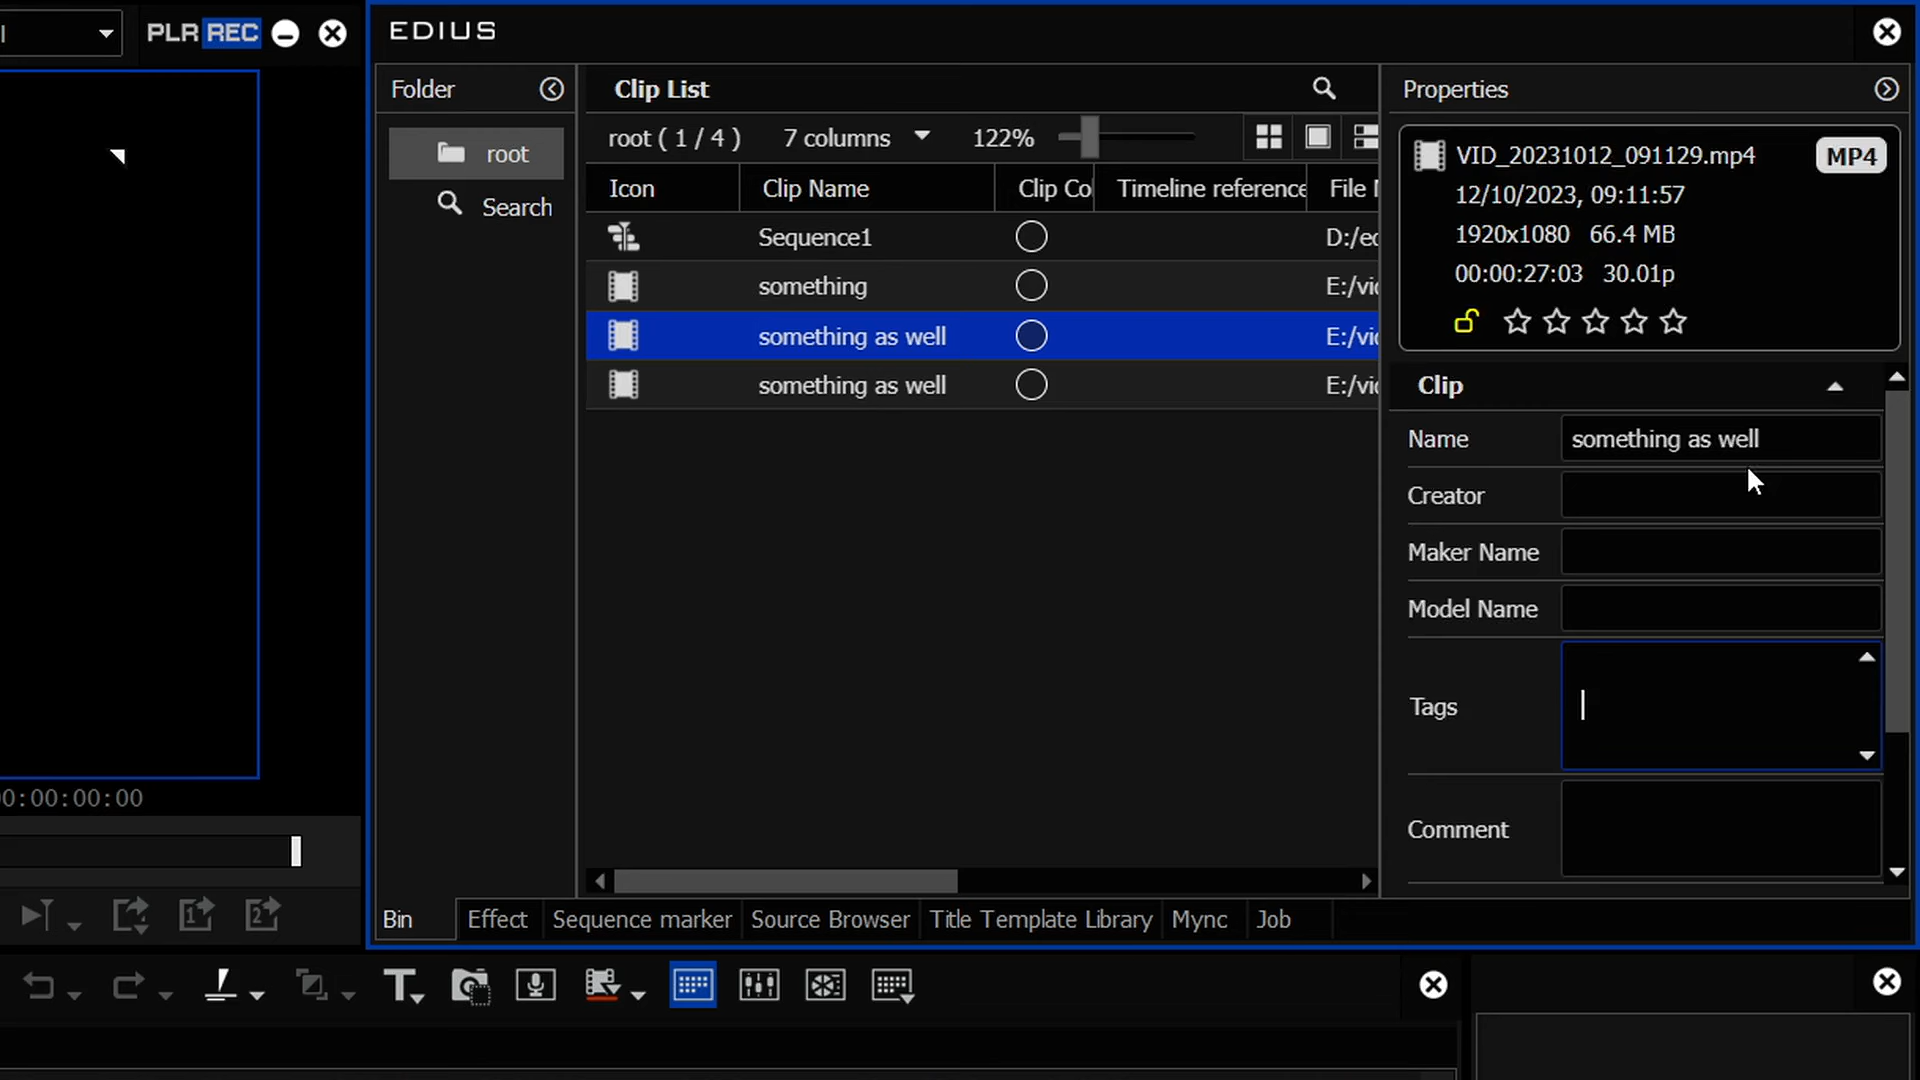 PLR REC
EDIUS
Folder
root
Search
Clip List
root ( 1 / 4 ) 7 columns 122%
Icon Clip Name Clip Co Timeline reference File
Sequence1 D:/ed
something E:/vi
something as well E:/vi
something as well E:/vi
Properties
VID_20231012_091129.mp4 MP4
12/10/2023, 09:11:57
1920x1080 66.4 MB
00:00:27:03 30.01p
Clip
Name something as well
Creator
Maker Name
Model Name
Tags
Comment
0:00:00:00
1 2
Bin Effect Sequence marker Source Browser Title Template Library Mync Job
T